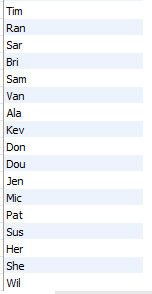 Tim
Ran
Sar
Bri
Sam
Van
Ala
Kev
Don
Dou
Jen
Mic
Pat
Sus
Her
She
Wil